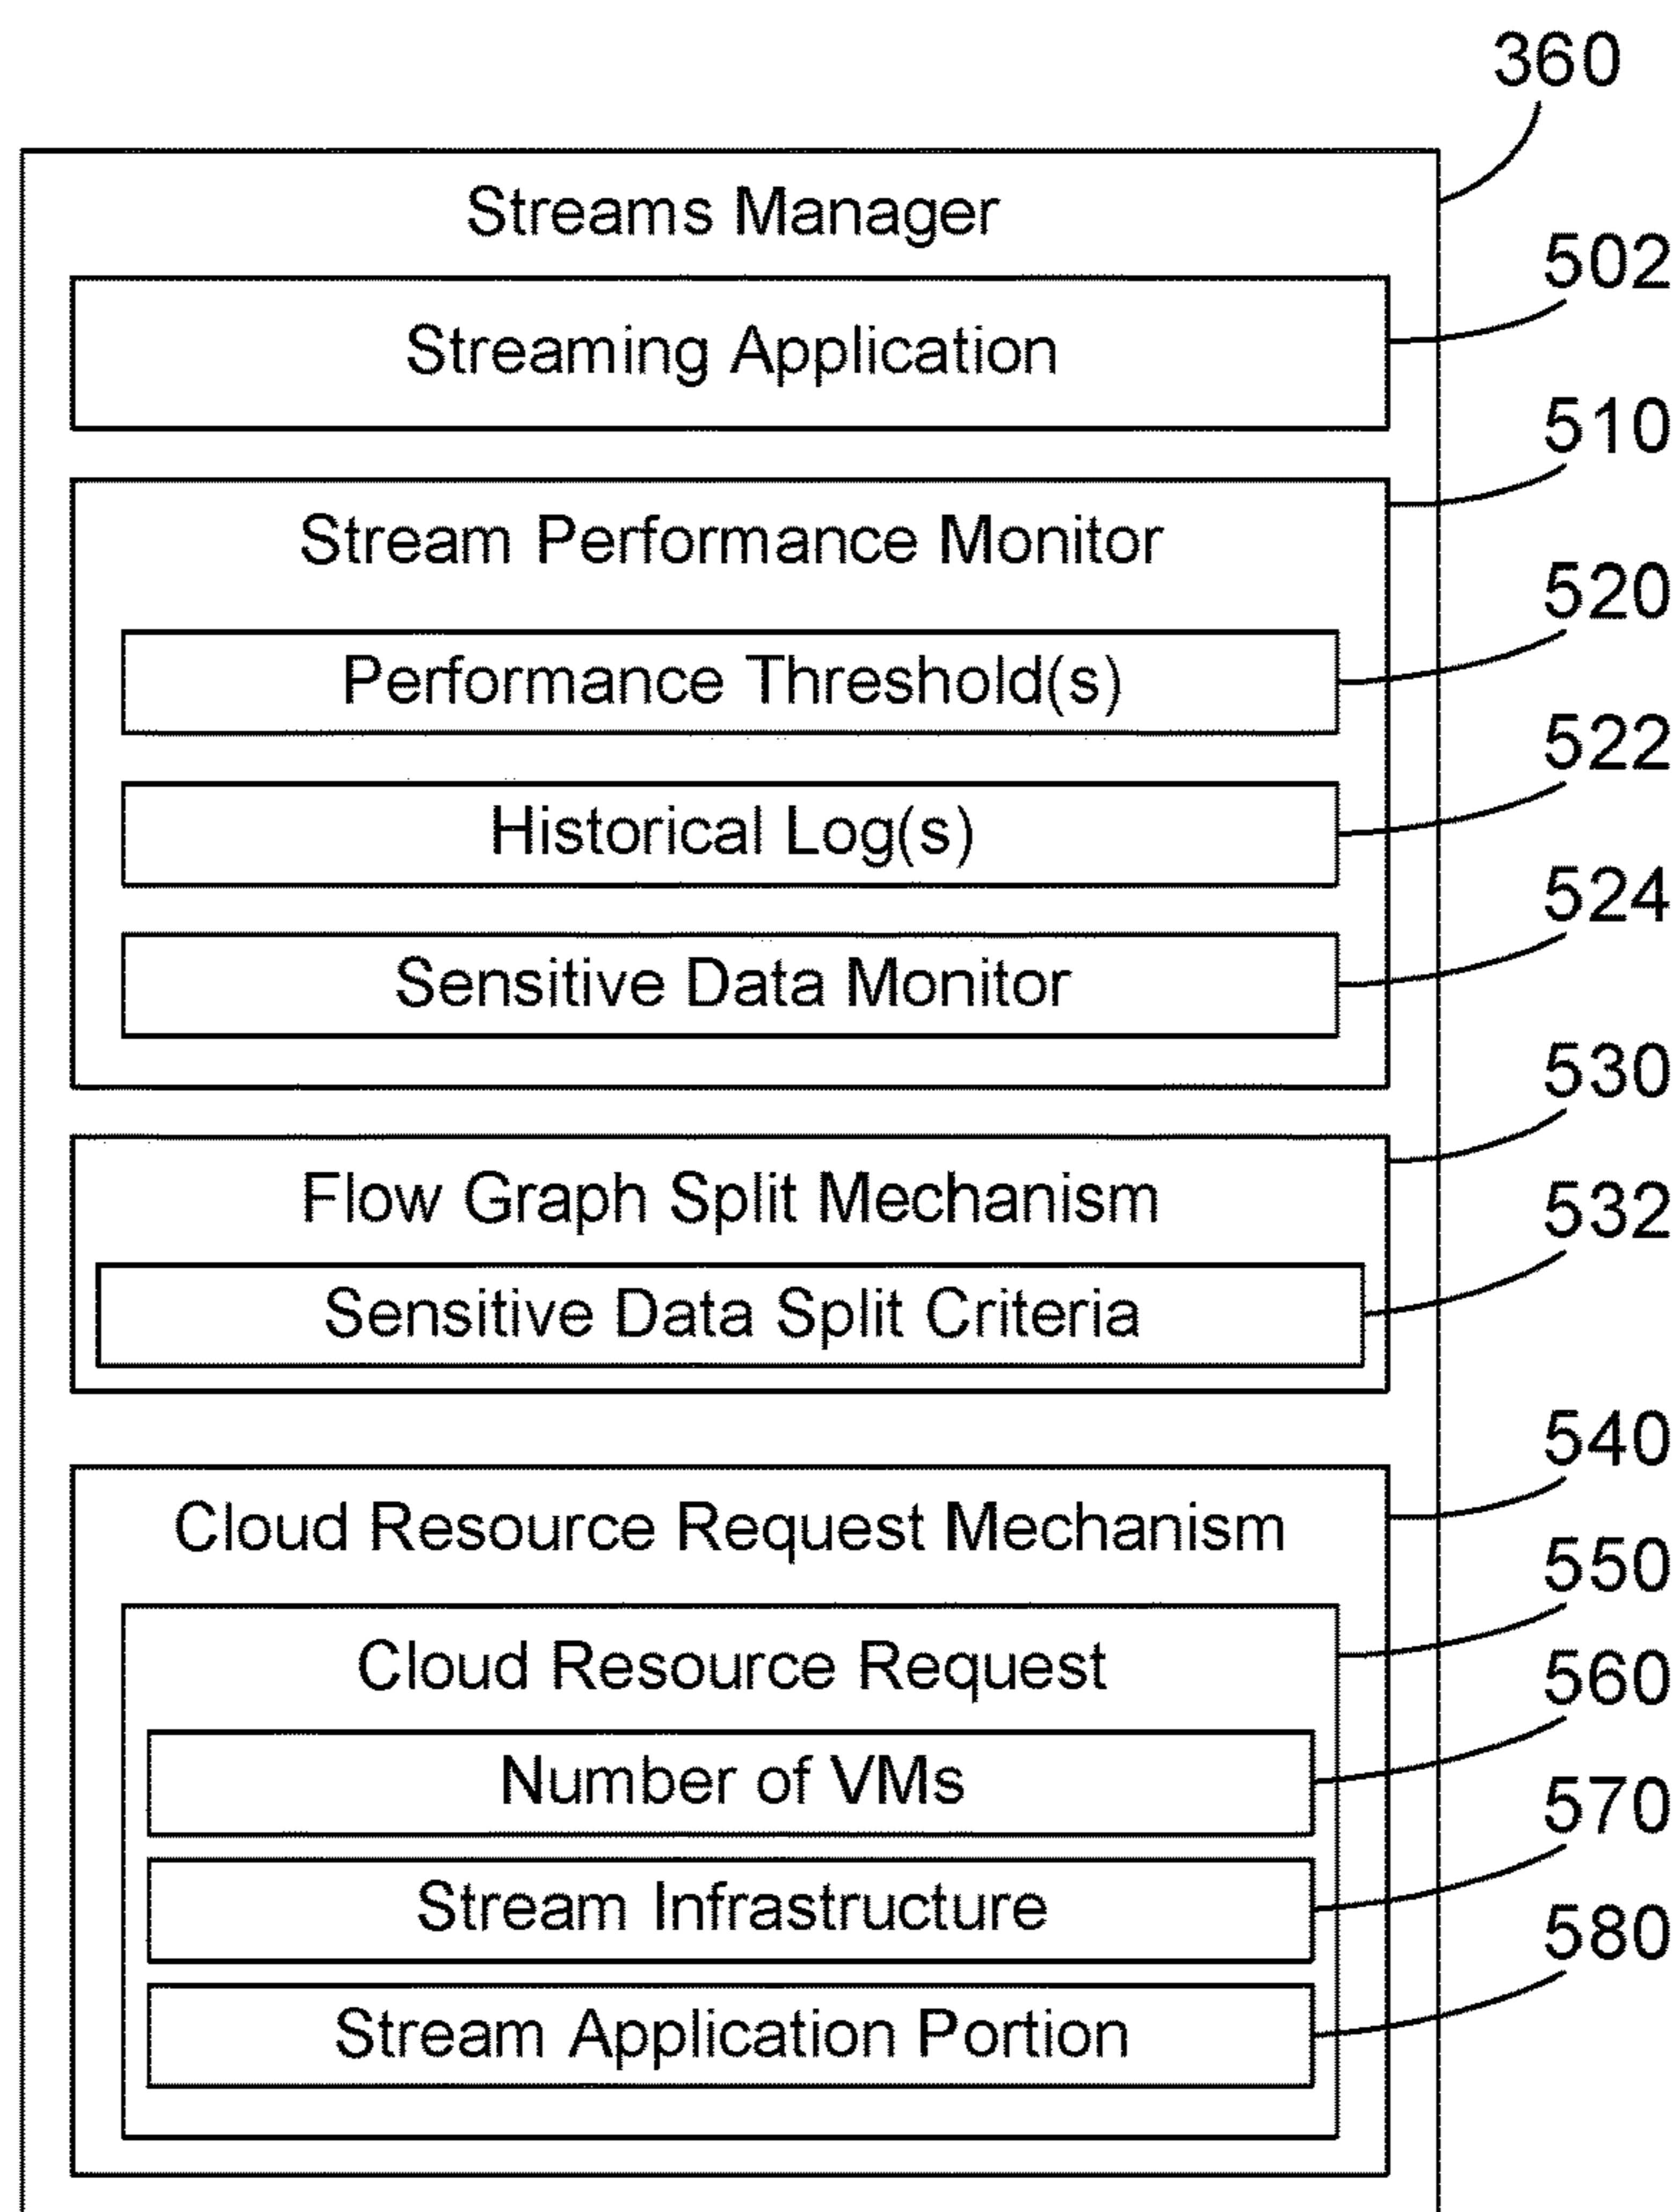 360
Streams Manager
502
Streaming Application
510
Stream Performance Monitor
520
Performance Threshold(s)
522
Historical Log(s)
524
Sensitive Data Monitor
530
Flow Graph Split Mechanism
532
Sensitive Data Split Criteria
540
Cloud Resource Request Mechanism
550
Cloud Resource Request
560
Number of VMs
570
Stream Infrastructure
580
Stream Application Portion